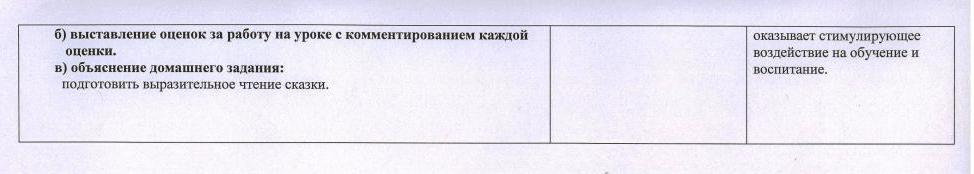 б) выставление оценок за работу на уроке с комментированием каждой
оценки.
в) объяснение домашнего задания:
подготовить выразительное чтение сказки.
оказывает стимулирующее
воздействие на обучение и
воспитание.